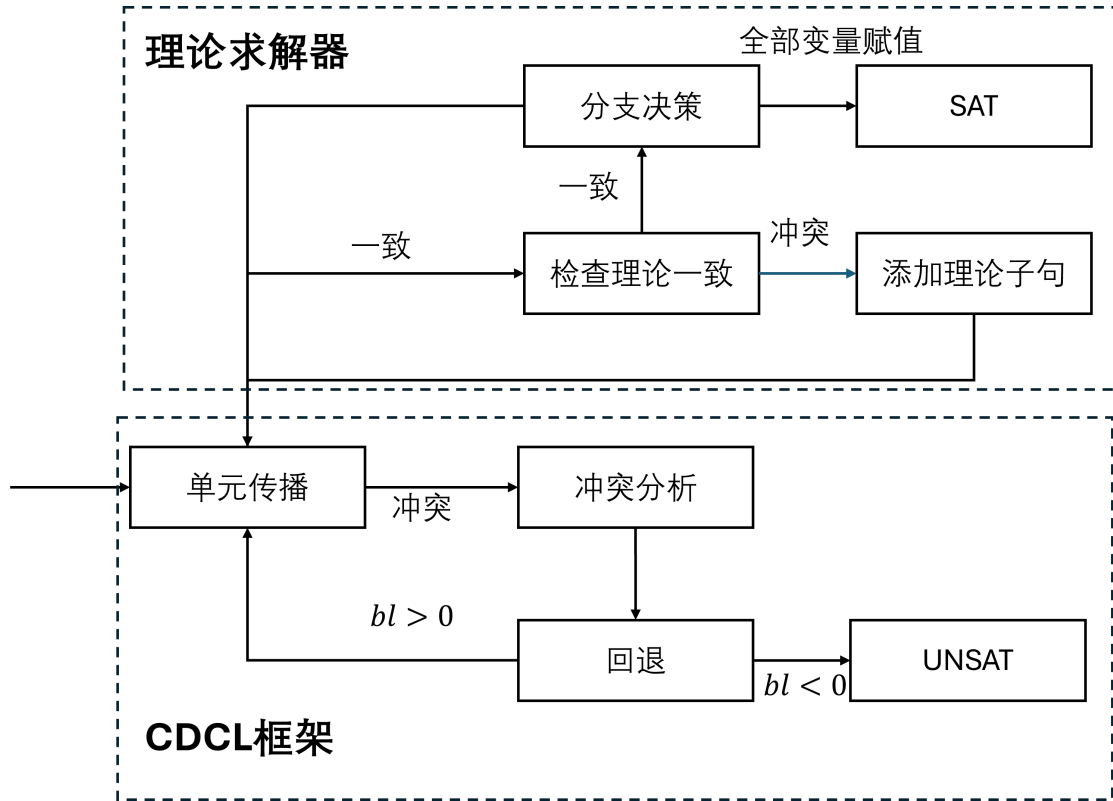 理论求解器
全部变量赋值
分支决策
SAT
一致
一致
冲突
检查理论一致
添加理论子句
单元传播
冲突
冲突分析
bl > 0
回退
bl < 0
UNSAT
CDCL框架